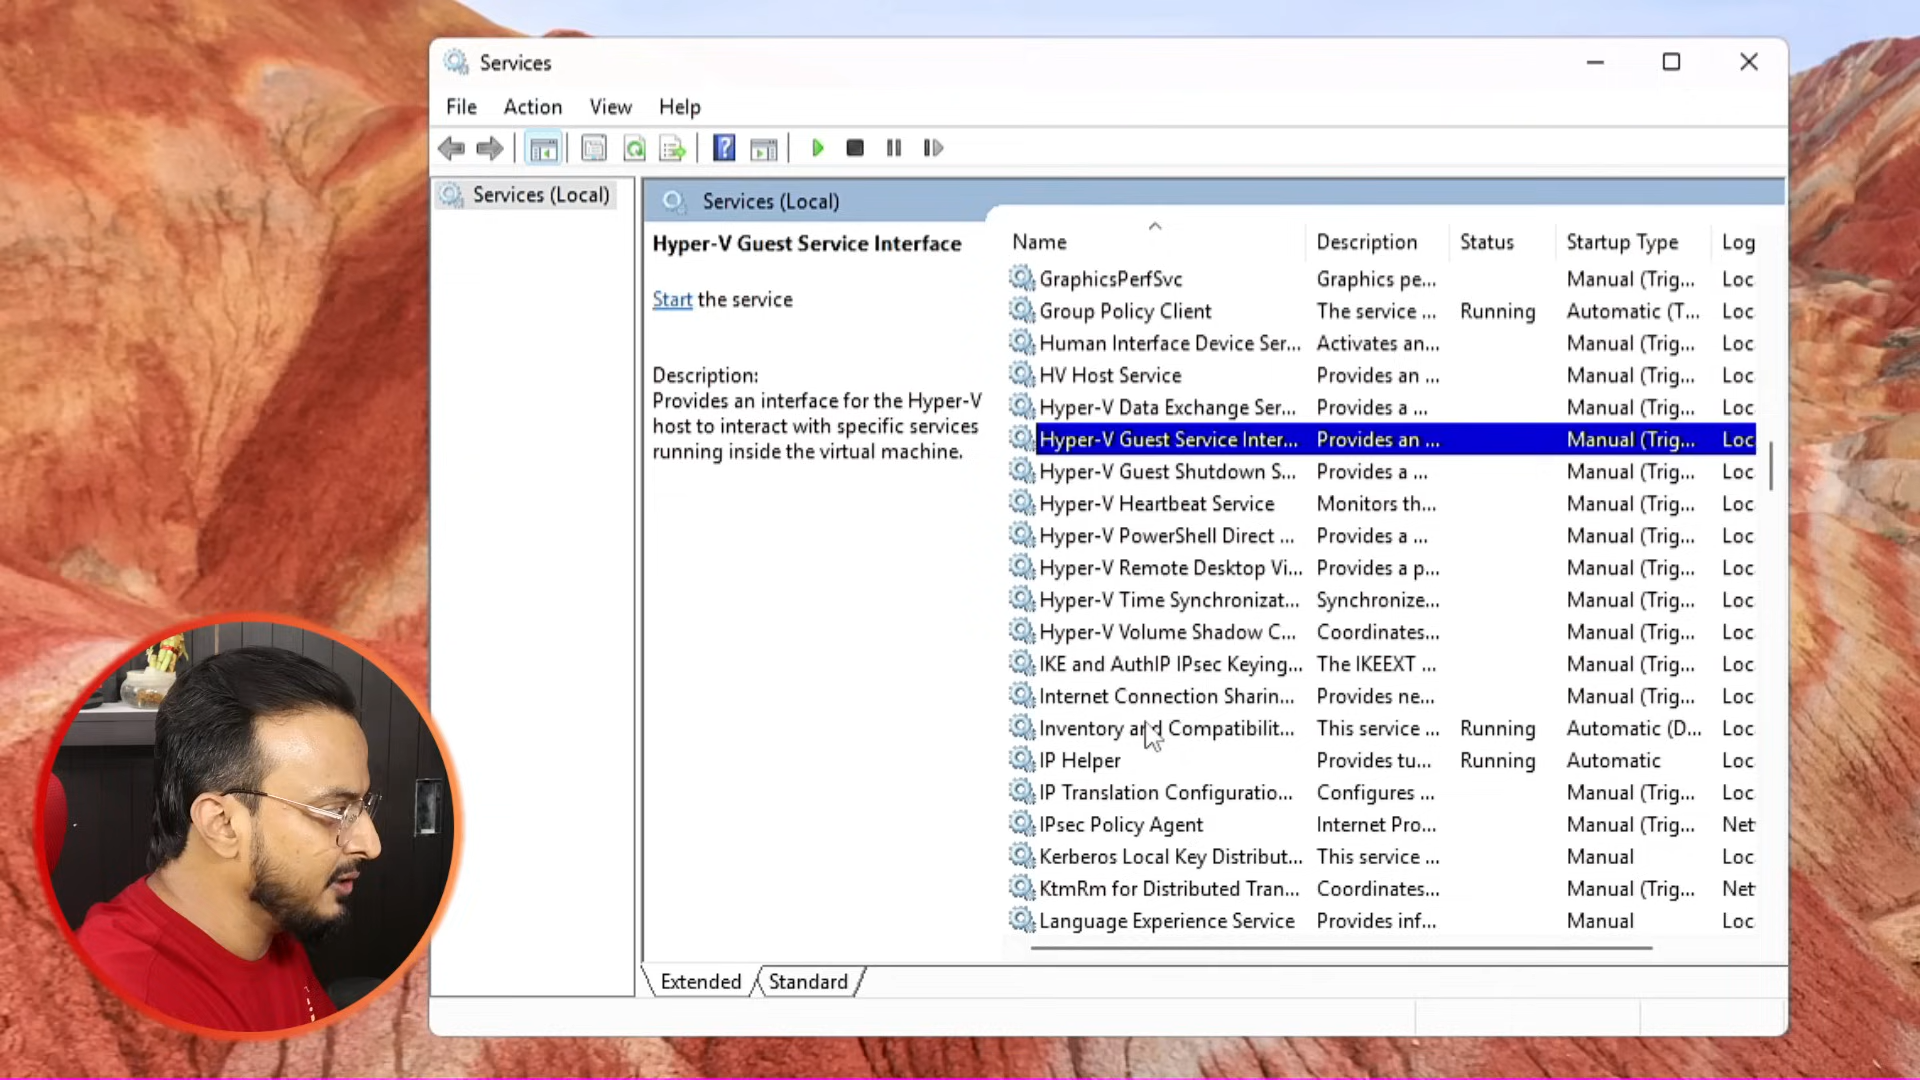 Services
File Action View Help
Services (Local)
Services (Local)
Hyper-V Guest Service Interface
Start the service
Description:
Provides an interface for the Hyper-V
host to interact with specific services
running inside the virtual machine.
Name Description Status Startup Type Log
GraphicsPerfSvc Graphics pe... Manual (Trig... Loc
Group Policy Client The service ... Running Automatic (T... Loc
Human Interface Device Ser... Activates an... Manual (Trig... Loc
HV Host Service Provides an ... Manual (Trig... Loc
Hyper-V Data Exchange Ser... Provides a ... Manual (Trig... Loc
Hyper-V Guest Service Inter... Provides an ... Manual (Trig... Loc
Hyper-V Guest Shutdown S... Provides a ... Manual (Trig... Loc
Hyper-V Heartbeat Service Monitors th... Manual (Trig... Loc
Hyper-V PowerShell Direct ... Provides a ... Manual (Trig... Loc
Hyper-V Remote Desktop Vi... Provides a p... Manual (Trig... Loc
Hyper-V Time Synchronizat... Synchronize... Manual (Trig... Loc
Hyper-V Volume Shadow C... Coordinates... Manual (Trig... Loc
IKE and AuthIP IPsec Keying... The IKEEXT ... Manual (Trig... Loc
Internet Connection Sharin... Provides ne... Manual (Trig... Loc
Inventory and Compatibilit... This service ... Running Automatic (D... Loc
IP Helper Provides tu... Running Automatic Loc
IP Translation Configuratio... Configures ... Manual (Trig... Loc
IPsec Policy Agent Internet Pro... Manual (Trig... Net
Kerberos Local Key Distribut... This service ... Manual Loc
KtmRm for Distributed Tran... Coordinates... Manual (Trig... Net
Language Experience Service Provides inf... Manual Loc
Extended Standard